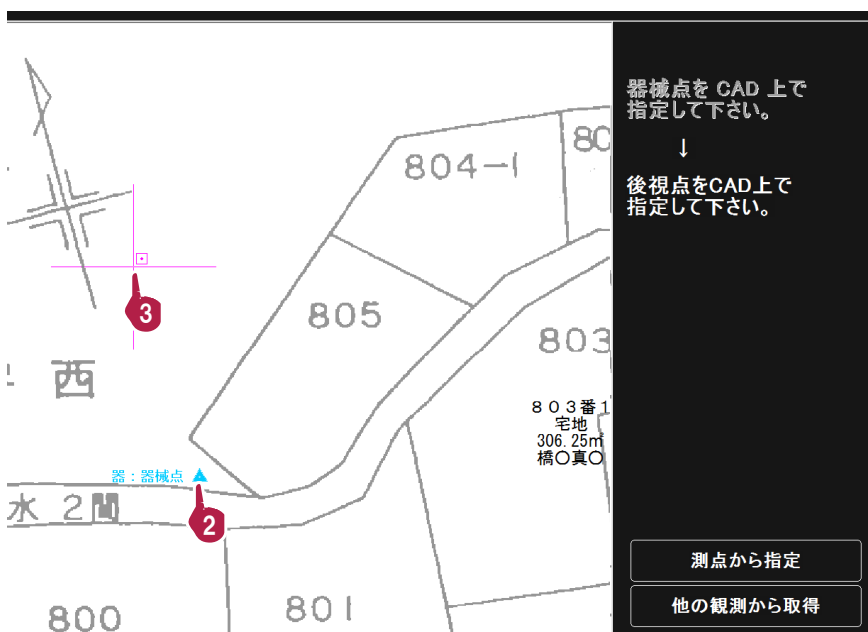 器械点を CAD 上で
指定して下さい。
↓
後視点をCAD上で
指定して下さい。
804-1
80
805
803
3
西
803番1
宅地
306.25㎡
橋〇真〇
器:器械点
水 2間
2
測点から指定
800
801
他の観測から取得